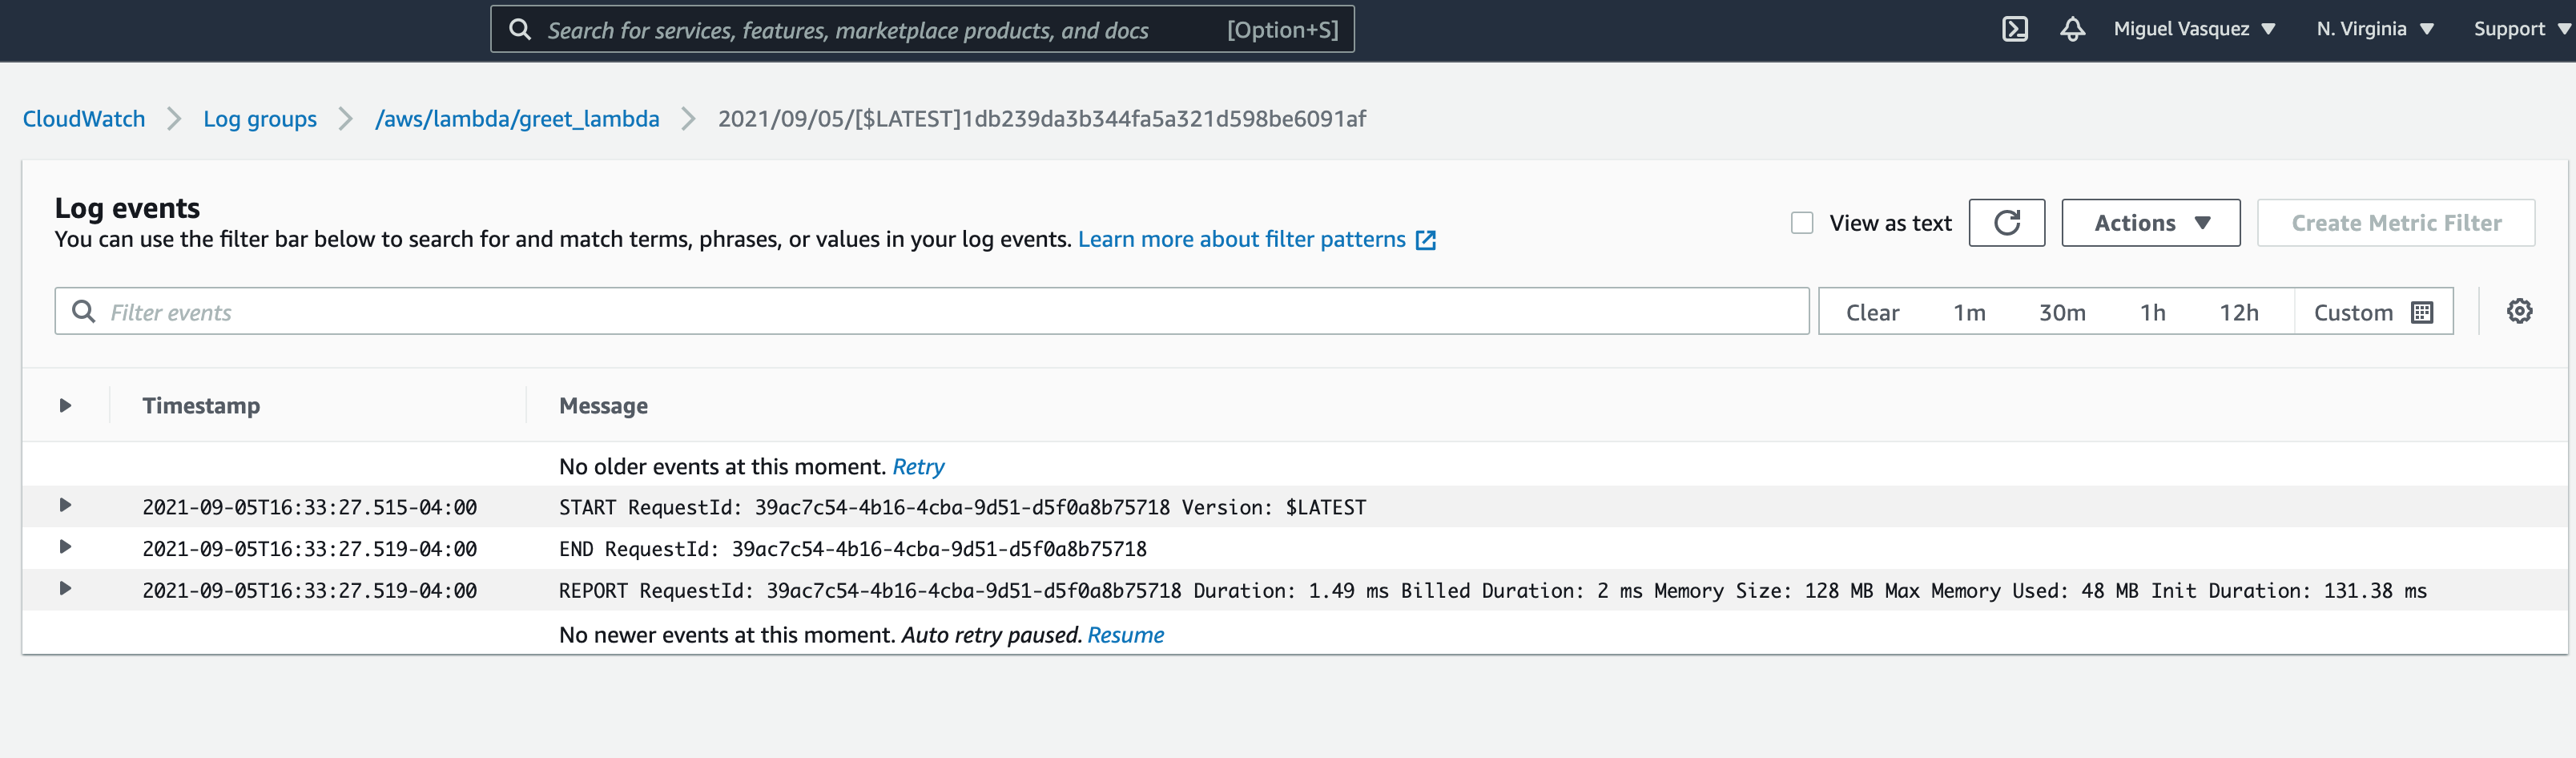 Search for services, features, marketplace products, and docs [Option+S] Miguel Vasquez N. Virginia Support
CloudWatch Log groups /aws/lambda/greet_lambda 2021/09/05/[$LATEST]1db239da3b344fa5a321d598be6091af
Log events
You can use the filter bar below to search for and match terms, phrases, or values in your log events. Learn more about filter patterns
View as text Actions Create Metric Filter
Filter events Clear 1m 30m 1h 12h Custom
Timestamp Message
No older events at this moment. Retry
2021-09-05T16:33:27.515-04:00 START RequestId: 39ac7c54-4b16-4cba-9d51-d5f0a8b75718 Version: $LATEST
2021-09-05T16:33:27.519-04:00 END RequestId: 39ac7c54-4b16-4cba-9d51-d5f0a8b75718
2021-09-05T16:33:27.519-04:00 REPORT RequestId: 39ac7c54-4b16-4cba-9d51-d5f0a8b75718 Duration: 1.49 ms Billed Duration: 2 ms Memory Size: 128 MB Max Memory Used: 48 MB Init Duration: 131.38 ms
No newer events at this moment. Auto retry paused. Resume